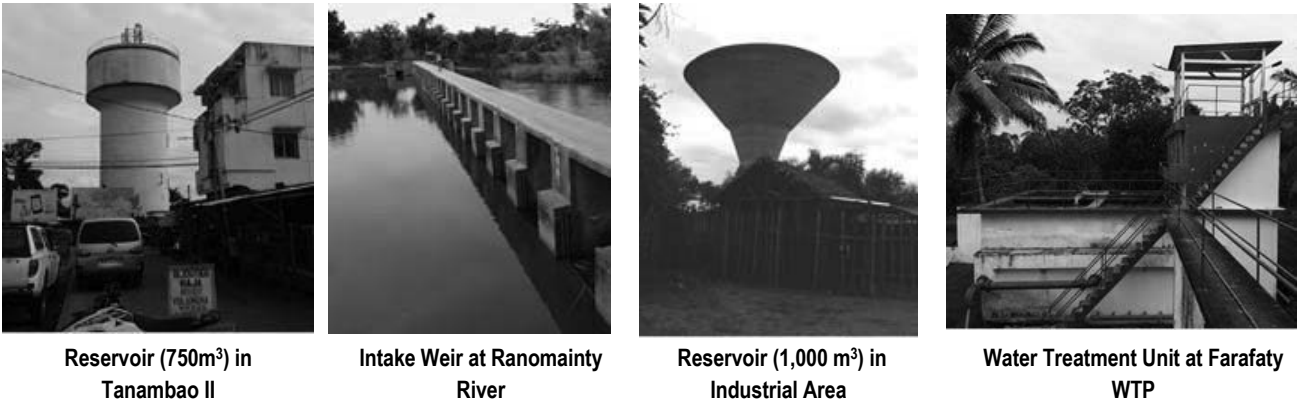 Reservoir (750m³) in
Tanambao II
Intake Weir at Ranomainty
River
Reservoir (1,000 m³) in
Industrial Area
Water Treatment Unit at Farafaty
WTP